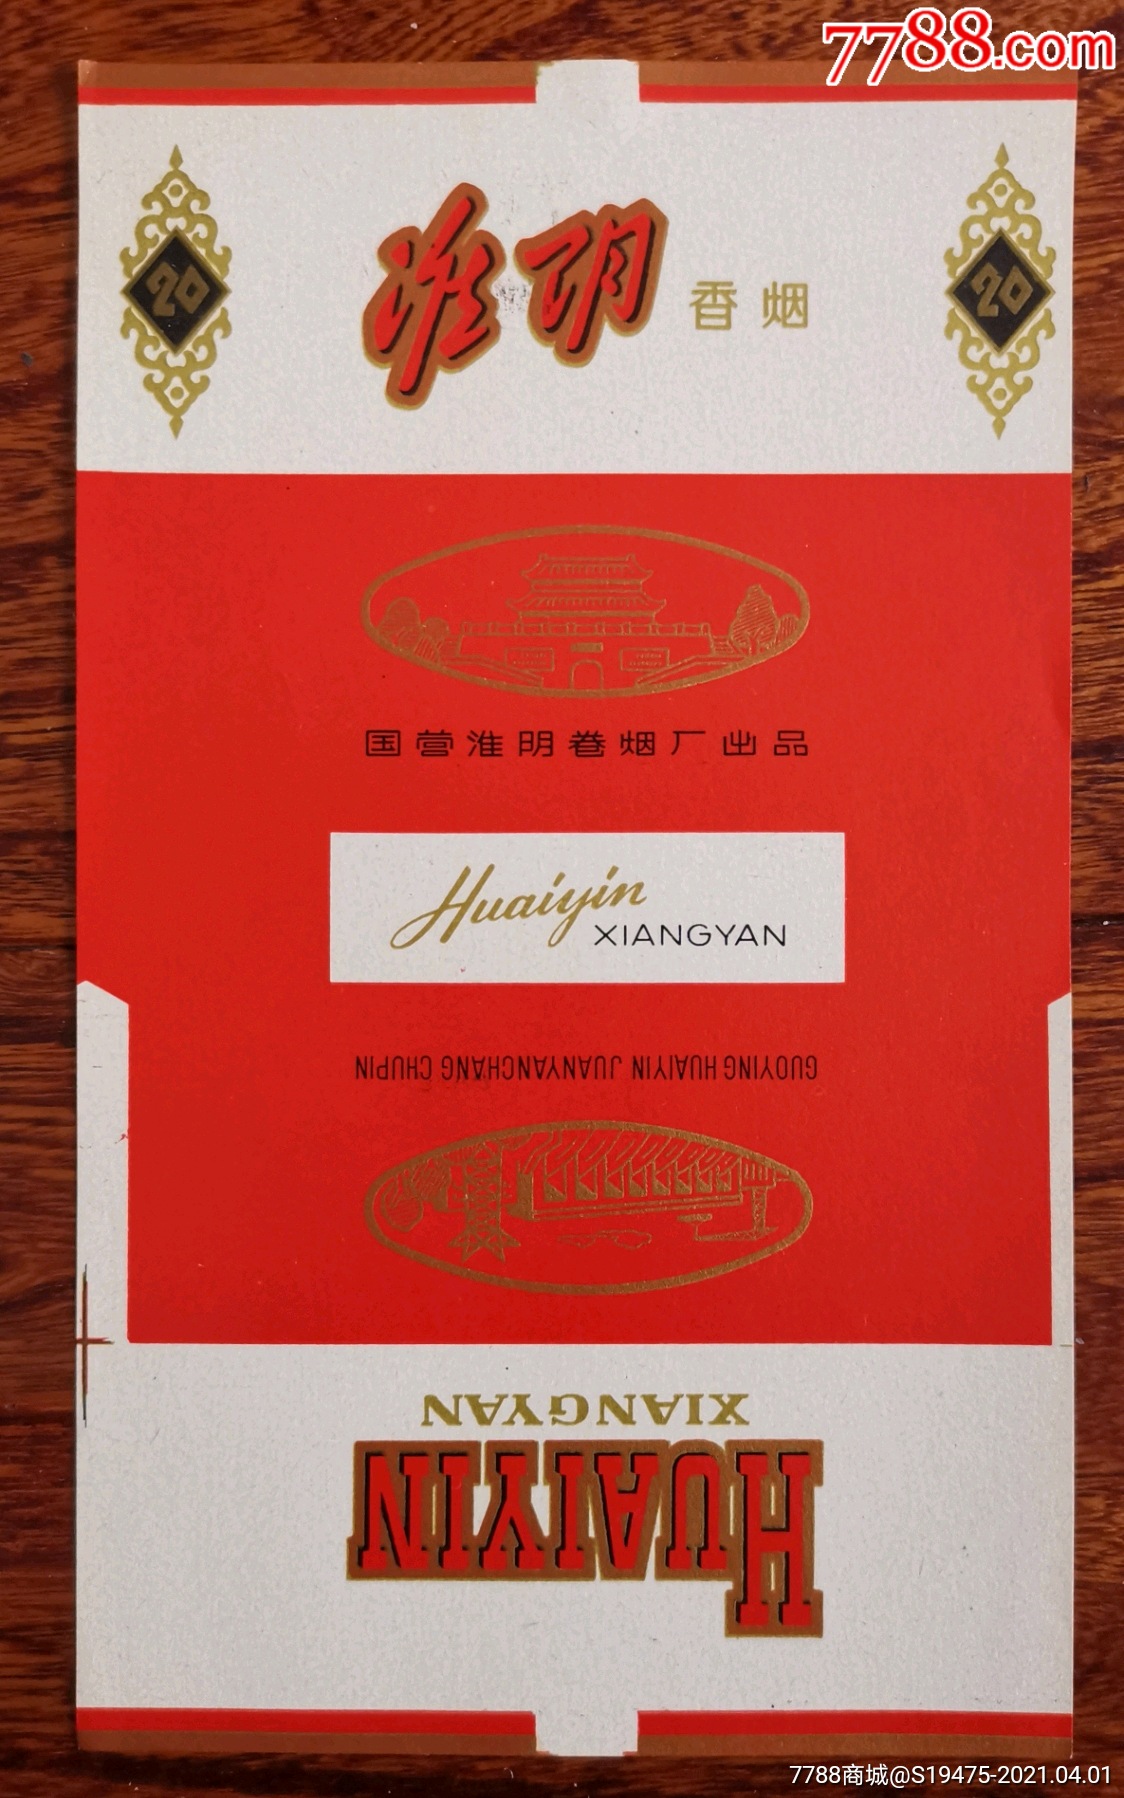 7788.com
20
淮阴 香烟
20
国营淮阴卷烟厂出品
Huaiyin
XIANGYAN
GUOYING HUAIYIN JUANYANCHANG CHUPIN
XIANGYAN
HUAIYIN
7788商城@S19475-2021.04.01